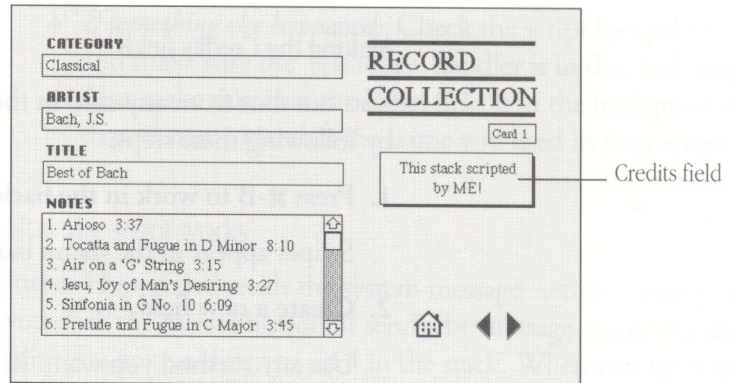 CATEGORY
Classical
ARTIST
Bach, J.S.
TITLE
Best of Bach
NOTES
1. Arioso 3:37
2. Tocatta and Fugue in D Minor 8:10
3. Air on a ‘G’ String 3:15
4. Jesu, Joy of Man's Desiring 3:27
5. Sinfonia in G No. 10 6:09
6. Prelude and Fugue in C Major 3:45
RECORD
COLLECTION
Card 1
This stack scripted
by ME!
Credits field